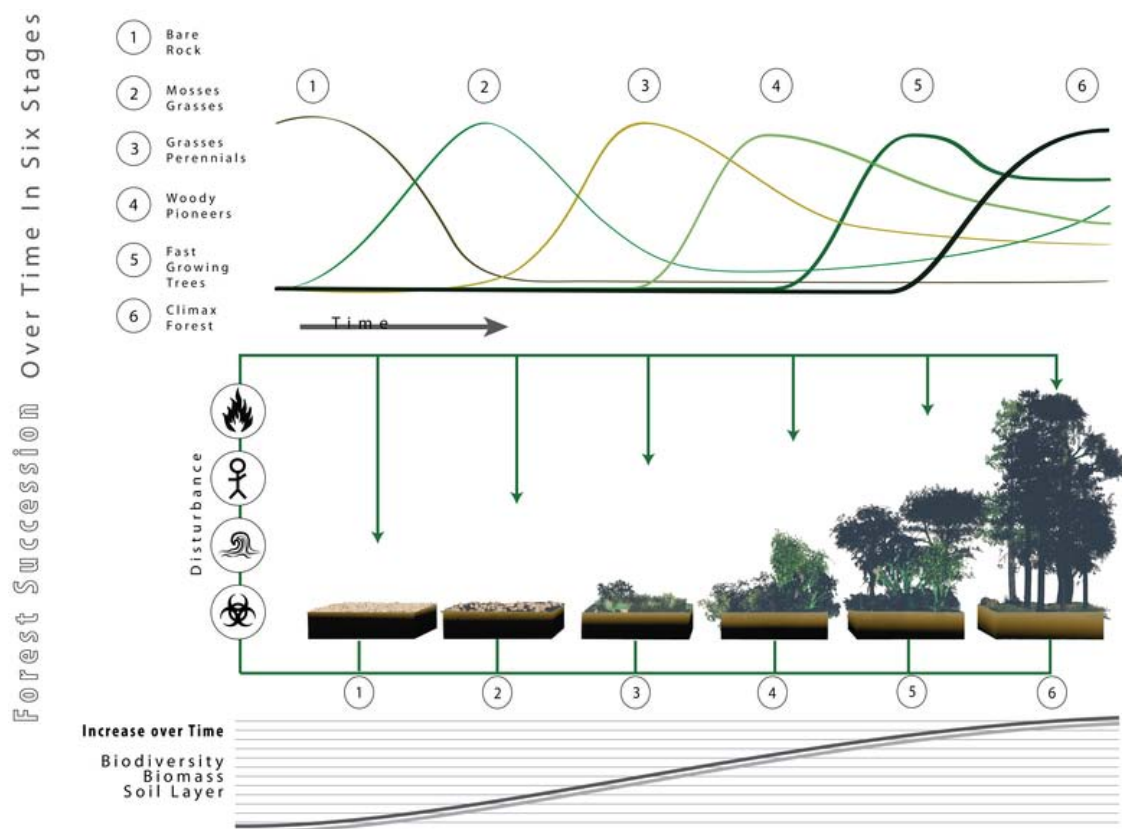 Forest Succession Over Time In Six Stages
1 Bare
Rock
2 Mosses
Grasses
3 Grasses
Perennials
4 Woody
Pioneers
5 Fast
Growing
Trees
6 Climax
Forest
1 2 3 4 5 6
Time
Disturbance
1 2 3 4 5 6
Increase over Time
Biodiversity
Biomass
Soil Layer